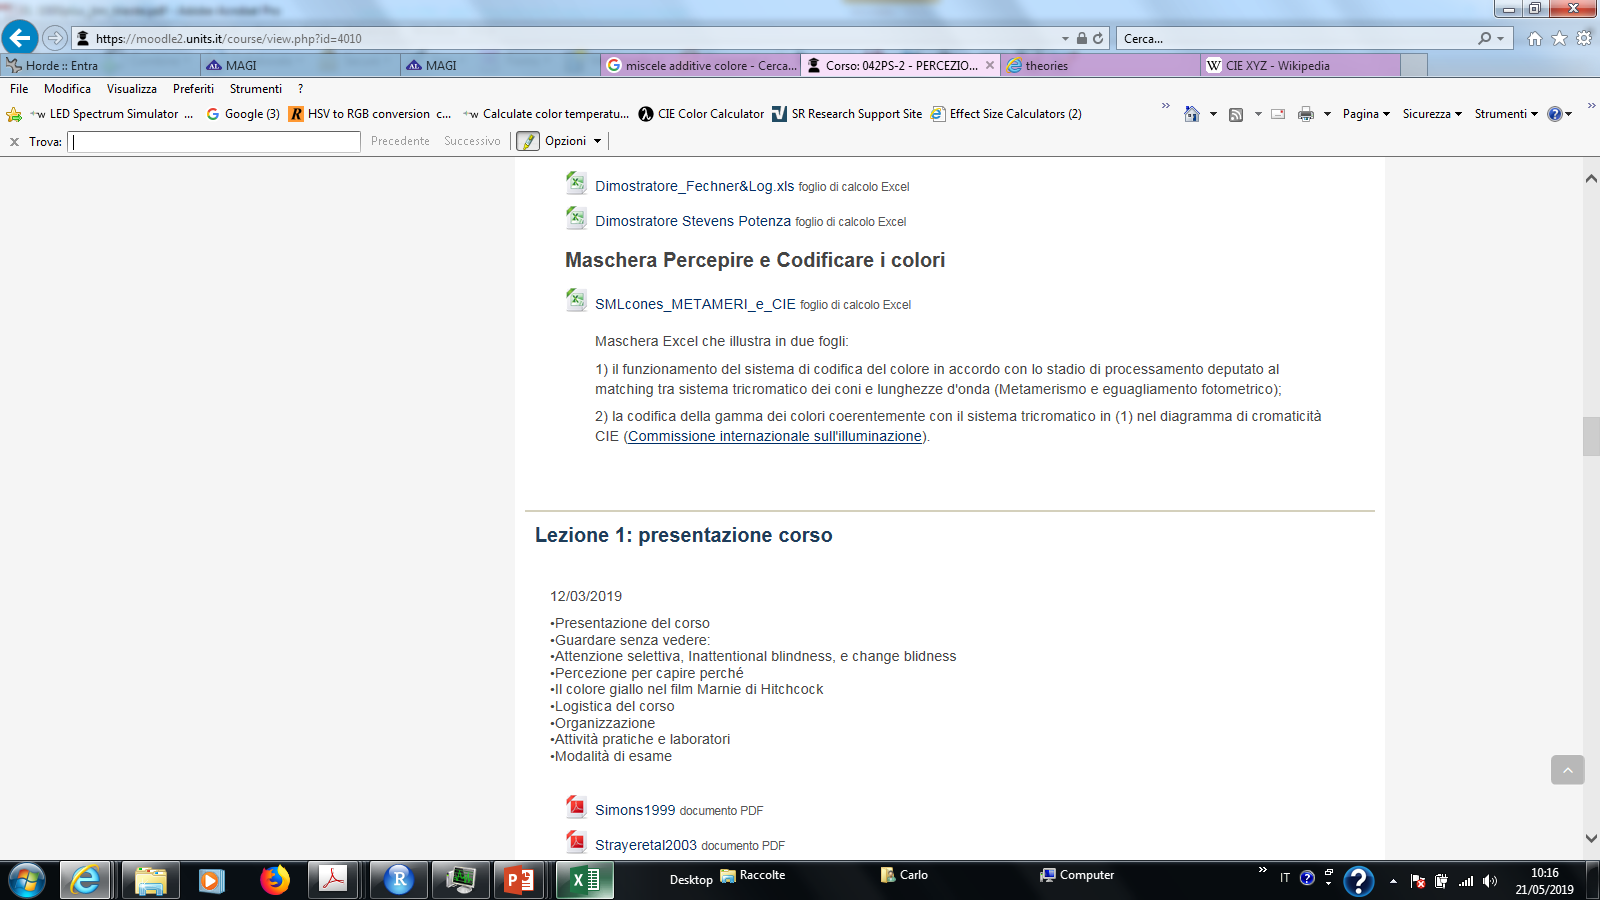 https://moodle2.units.it/course/view.php?id=4010
Cerca...
Horde :: Entra
MAGI
MAGI
miscele additive colore - Cerca...
Corso: 042PS-2 - PERCEZIO...
theories
CIE XYZ - Wikipedia
File Modifica Visualizza Preferiti Strumenti ?
LED Spectrum Simulator ...
Google (3)
HSV to RGB conversion c...
Calculate color temperatu...
CIE Color Calculator
SR Research Support Site
Effect Size Calculators (2)
Pagina
Sicurezza
Strumenti
Trova:
Precedente Successivo
Opzioni
Dimostratore_Fechner&Log.xls foglio di calcolo Excel
Dimostratore Stevens Potenza foglio di calcolo Excel
Maschera Percepire e Codificare i colori
SMLcones_METAMERI_e_CIE foglio di calcolo Excel
Maschera Excel che illustra in due fogli:
1) il funzionamento del sistema di codifica del colore in accordo con lo stadio di processamento deputato al
matching tra sistema tricromatico dei coni e lunghezze d'onda (Metamerismo e eguagliamento fotometrico);
2) la codifica della gamma dei colori coerentemente con il sistema tricromatico in (1) nel diagramma di cromaticità
CIE (Commissione internazionale sull'illuminazione).
Lezione 1: presentazione corso
12/03/2019
•Presentazione del corso
•Guardare senza vedere:
•Attenzione selettiva, Inattentional blindness, e change blidness
•Percezione per capire perché
•Il colore giallo nel film Marnie di Hitchcock
•Logistica del corso
•Organizzazione
•Attività pratiche e laboratori
•Modalità di esame
Simons1999 documento PDF
Strayeretal2003 documento PDF
Desktop
Raccolte
Carlo
Computer
IT
10:16
21/05/2019